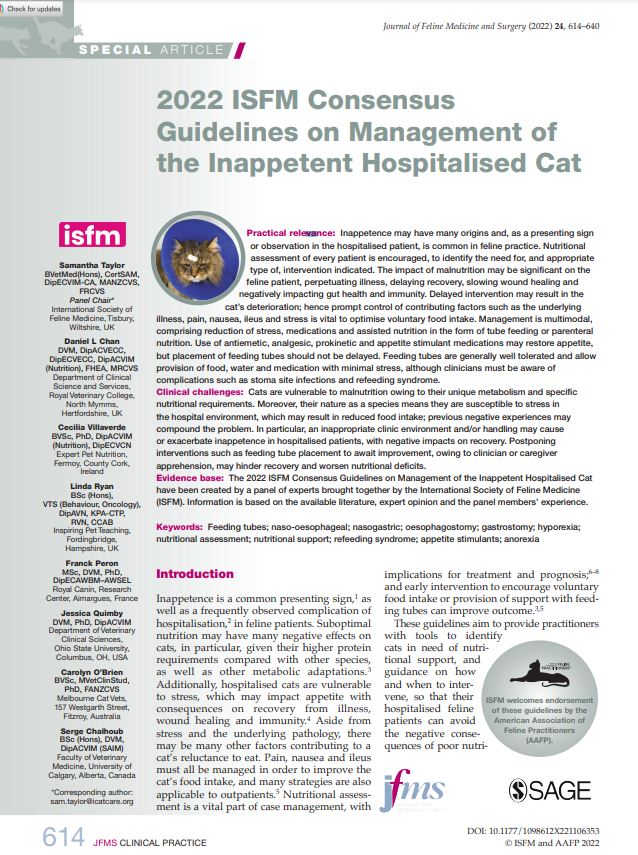 Check for updates
Journal of Feline Medicine and Surgery (2022) 24, 614–640
SPECIAL ARTICLE
2022 ISFM Consensus
Guidelines on Management of
the Inappetent Hospitalised Cat
isfm
Samantha Taylor
BVetMed(Hons), CertSAM,
DipECVIM-CA, MANZCVS,
FRCVS
Panel Chair*
International Society of
Feline Medicine, Tisbury,
Wiltshire, UK
Daniel L Chan
DVM, DipACVECC,
DipECVECC, DipACVIM
(Nutrition), FHEA, MRCVS
Department of Clinical
Science and Services,
Royal Veterinary College,
North Mymms,
Hertfordshire, UK
Cecilia Villaverde
BVSc, PhD, DipACVIM
(Nutrition), DipECVCN
Expert Pet Nutrition,
Fermoy, County Cork,
Ireland
Linda Ryan
BSc (Hons),
VTS (Behaviour, Oncology),
DipAVN, KPA-CTP,
RVN, CCAB
Inspiring Pet Teaching,
Fordingbridge,
Hampshire, UK
Franck Peron
MSc, DVM, PhD,
DipECAWBM–AWSEL
Royal Canin, Research
Center, Aimargues, France
Jessica Quimby
DVM, PhD, DipACVIM
Department of Veterinary
Clinical Sciences,
Ohio State University,
Columbus, OH, USA
Carolyn O'Brien
BVSc, MVetClinStud,
PhD, FANZCVS
Melbourne Cat Vets,
157 Westgarth Street,
Fitzroy, Australia
Serge Chalhoub
BSc (Hons), DVM,
DipACVIM (SAIM)
Faculty of Veterinary
Medicine, University of
Calgary, Alberta, Canada
*Corresponding author:
sam.taylor@icatcare.org
Practical relevance: Inappetence may have many origins and, as a presenting sign
or observation in the hospitalised patient, is common in feline practice. Nutritional
assessment of every patient is encouraged, to identify the need for, and appropriate
type of, intervention indicated. The impact of malnutrition may be significant on the
feline patient, perpetuating illness, delaying recovery, slowing wound healing and
negatively impacting gut health and immunity. Delayed intervention may result in the
cat's deterioration; hence prompt control of contributing factors such as the underlying
illness, pain, nausea, ileus and stress is vital to optimise voluntary food intake. Management is multimodal,
comprising reduction of stress, medications and assisted nutrition in the form of tube feeding or parenteral
nutrition. Use of antiemetic, analgesic, prokinetic and appetite stimulant medications may restore appetite,
but placement of feeding tubes should not be delayed. Feeding tubes are generally well tolerated and allow
provision of food, water and medication with minimal stress, although clinicians must be aware of
complications such as stoma site infections and refeeding syndrome.
Clinical challenges: Cats are vulnerable to malnutrition owing to their unique metabolism and specific
nutritional requirements. Moreover, their nature as a species means they are susceptible to stress in
the hospital environment, which may result in reduced food intake; previous negative experiences may
compound the problem. In particular, an inappropriate clinic environment and/or handling may cause
or exacerbate inappetence in hospitalised patients, with negative impacts on recovery. Postponing
interventions such as feeding tube placement to await improvement, owing to clinician or caregiver
apprehension, may hinder recovery and worsen nutritional deficits.
Evidence base: The 2022 ISFM Consensus Guidelines on Management of the Inappetent Hospitalised Cat
have been created by a panel of experts brought together by the International Society of Feline Medicine
(ISFM). Information is based on the available literature, expert opinion and the panel members' experience.
Keywords: Feeding tubes; naso-oesophageal; nasogastric; oesophagostomy; gastrostomy; hyporexia;
nutritional assessment; nutritional support; refeeding syndrome; appetite stimulants; anorexia
Introduction
Inappetence is a common presenting sign,1 as
well as a frequently observed complication of
hospitalisation,2 in feline patients. Suboptimal
nutrition may have many negative effects on
cats, in particular, given their higher protein
requirements compared with other species,
as well as other metabolic adaptations.3
Additionally, hospitalised cats are vulnerable
to stress, which may impact appetite with
consequences on recovery from illness,
wound healing and immunity.4 Aside from
stress and the underlying pathology, there
may be many other factors contributing to a
cat's reluctance to eat. Pain, nausea and ileus
must all be managed in order to improve the
cat's food intake, and many strategies are also
applicable to outpatients.5 Nutritional assess-
ment is a vital part of case management, with
implications for treatment and prognosis;6–8
and early intervention to encourage voluntary
food intake or provision of support with feed-
ing tubes can improve outcome.3,5
These guidelines aim to provide practitioners
with tools to identify
cats in need of nutri-
tional support, and
guidance on how
and when to inter-
vene, so that their
hospitalised feline
patients can avoid
the negative conse-
quences of poor nutri-
ISFM welcomes endorsement
of these guidelines by the
American Association of
Feline Practitioners
(AAFP).
jfms
SAGE
614 JFMS CLINICAL PRACTICE
DOI: 10.1177/1098612X221106353
© ISFM and AAFP 2022